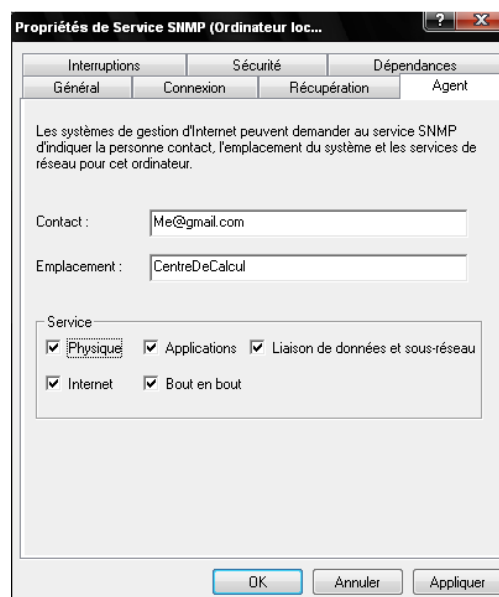 Propriétés de Service SNMP (Ordinateur loc...
? X
Interruptions Sécurité Dépendances
Général Connexion Récupération Agent
Les systèmes de gestion d'Internet peuvent demander au service SNMP
d'indiquer la personne contact, l'emplacement du système et les services de
réseau pour cet ordinateur.
Contact : Me@gmail.com
Emplacement : CentreDeCalcul
Service
Physique Applications Liaison de données et sous-réseau
Internet Bout en bout
OK Annuler Appliquer